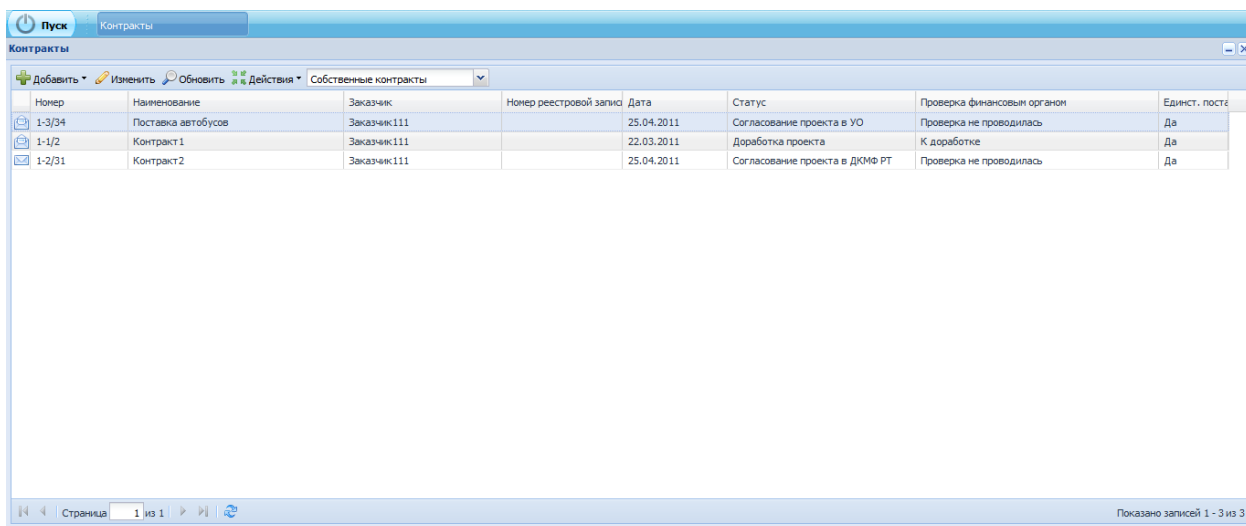 Пуск Контракты
Контракты
Добавить Изменить Обновить Действия Собственные контракты
Номер Наименование Заказчик Номер реестровой запис Дата Статус Проверка финансовым органом Единст. поста
1-3/34 Поставка автобусов Заказчик111 25.04.2011 Согласование проекта в УО Проверка не проводилась Да
1-1/2 Контракт1 Заказчик111 22.03.2011 Доработка проекта К доработке Да
1-2/31 Контракт2 Заказчик111 25.04.2011 Согласование проекта в ДКМФ РТ Проверка не проводилась Да
Страница 1 из 1 Показано записей 1 - 3 из 3